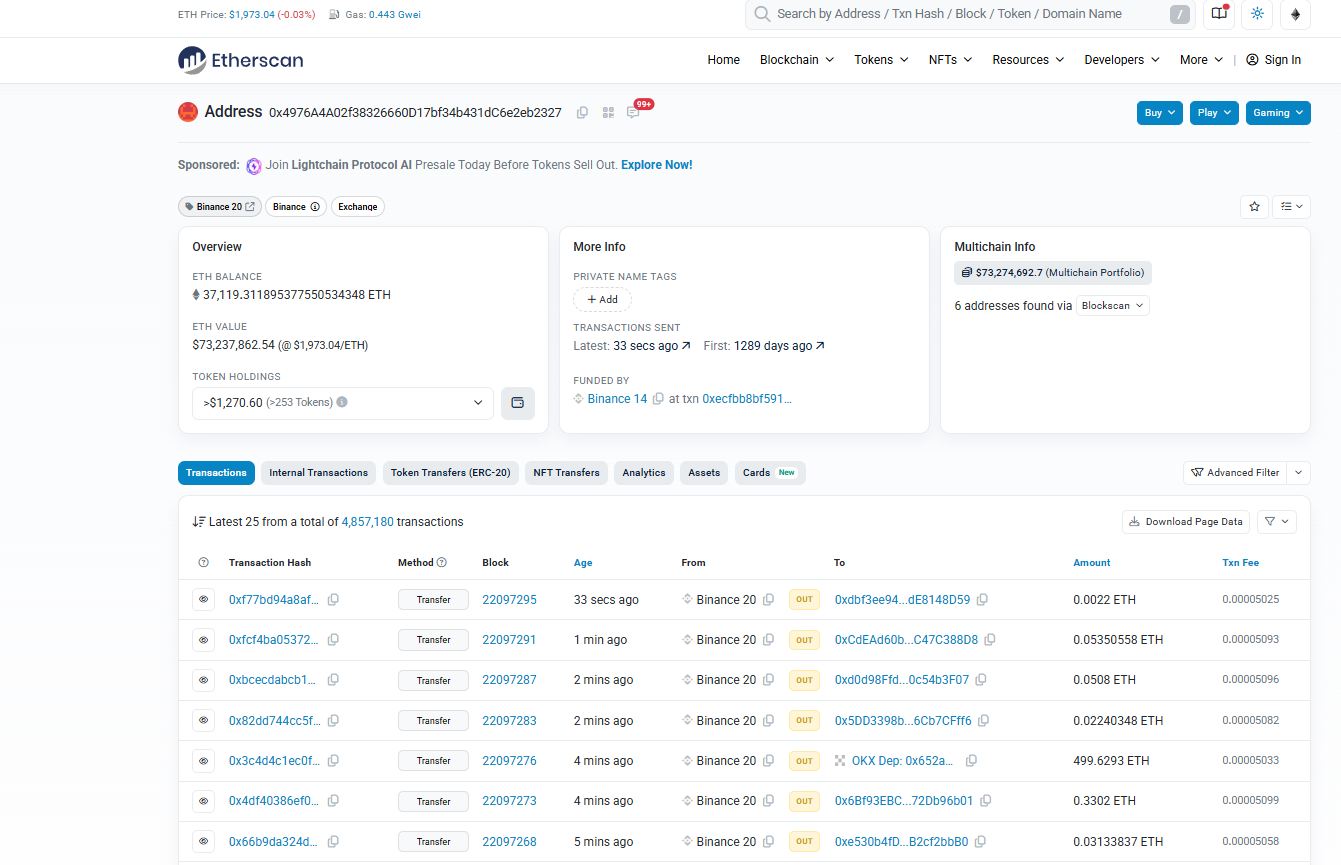 ETH Price: $1,973.04 (-0.03%) Gas: 0.443 Gwei
Search by Address / Txn Hash / Block / Token / Domain Name /
Etherscan
Home Blockchain Tokens NFTs Resources Developers More | Sign In
Address 0x4976A4A02f38326660D17bf34b431dC6e2eb2327 99+
Buy Play Gaming
Sponsored: Join Lightchain Protocol AI Presale Today Before Tokens Sell Out. Explore Now!
Binance 20 Binance Exchange
Overview
ETH BALANCE
37,119.311895377550534348 ETH
ETH VALUE
$73,237,862.54 (@ $1,973.04/ETH)
TOKEN HOLDINGS
>$1,270.60 (>253 Tokens)
More Info
PRIVATE NAME TAGS
+ Add
TRANSACTIONS SENT
Latest: 33 secs ago First: 1289 days ago
FUNDED BY
Binance 14 at txn 0xecfbb8bf591...
Multichain Info
$73,274,692.7 (Multichain Portfolio)
6 addresses found via Blockscan
Transactions Internal Transactions Token Transfers (ERC-20) NFT Transfers Analytics Assets Cards New
Advanced Filter
Latest 25 from a total of 4,857,180 transactions
Download Page Data
Transaction Hash Method Block Age From To Amount Txn Fee
0xf77bd94a8af... Transfer 22097295 33 secs ago Binance 20 OUT 0xdbf3ee94...dE8148D59 0.0022 ETH 0.00005025
0xfcf4ba05372... Transfer 22097291 1 min ago Binance 20 OUT 0xCdEAd60b...C47C388D8 0.05350558 ETH 0.00005093
0xbcecdabcb1... Transfer 22097287 2 mins ago Binance 20 OUT 0xd0d98Ffd...0c54b3F07 0.0508 ETH 0.00005096
0x82dd744cc5f... Transfer 22097283 2 mins ago Binance 20 OUT 0x5DD3398b...6Cb7CFff6 0.02240348 ETH 0.00005082
0x3c4d4c1ec0f... Transfer 22097276 4 mins ago Binance 20 OUT OKX Dep: 0x652a... 499.6293 ETH 0.00005033
0x4df40386ef0... Transfer 22097273 4 mins ago Binance 20 OUT 0x6Bf93EBC...72Db96b01 0.3302 ETH 0.00005099
0x66b9da324d... Transfer 22097268 5 mins ago Binance 20 OUT 0xe530b4fD...B2cf2bbB0 0.03133837 ETH 0.00005058